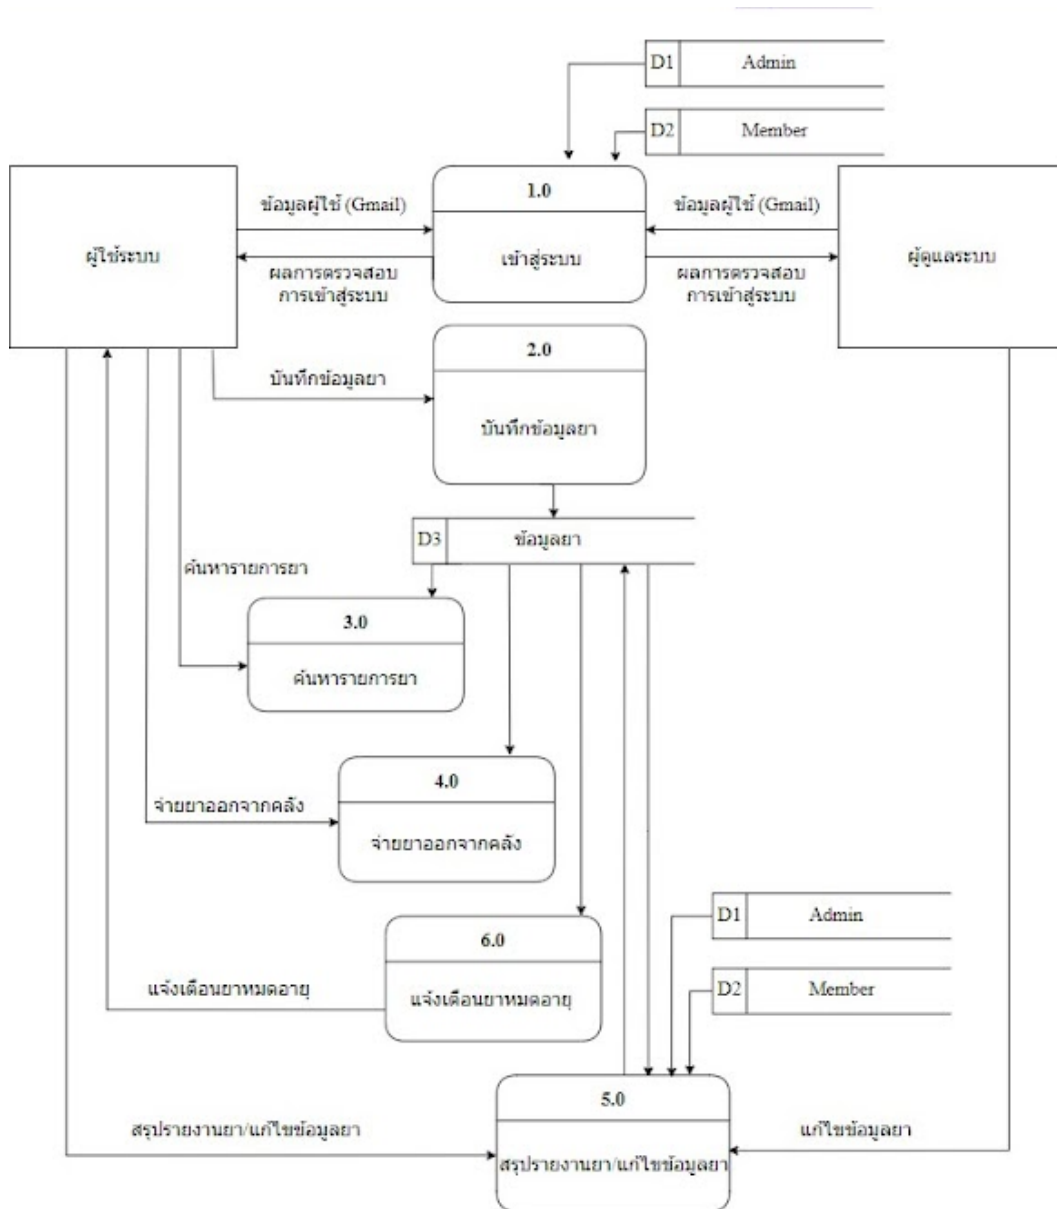 D1 Admin
D2 Member
1.0
เข้าสู่ระบบ
ผู้ใช้ระบบ
ข้อมูลผู้ใช้ (Gmail)
ผลการตรวจสอบ
การเข้าสู่ระบบ
ข้อมูลผู้ใช้ (Gmail)
ผลการตรวจสอบ
การเข้าสู่ระบบ
ผู้ดูแลระบบ
2.0
บันทึกข้อมูลยา
บันทึกข้อมูลยา
D3 ข้อมูลยา
ค้นหารายการยา
3.0
ค้นหารายการยา
4.0
จ่ายยาออกจากคลัง
จ่ายยาออกจากคลัง
D1 Admin
6.0
แจ้งเตือนยาหมดอายุ
แจ้งเตือนยาหมดอายุ
D2 Member
5.0
สรุปรายงานยา/แก้ไขข้อมูลยา
แก้ไขข้อมูลยา
สรุปรายงานยา/แก้ไขข้อมูลยา